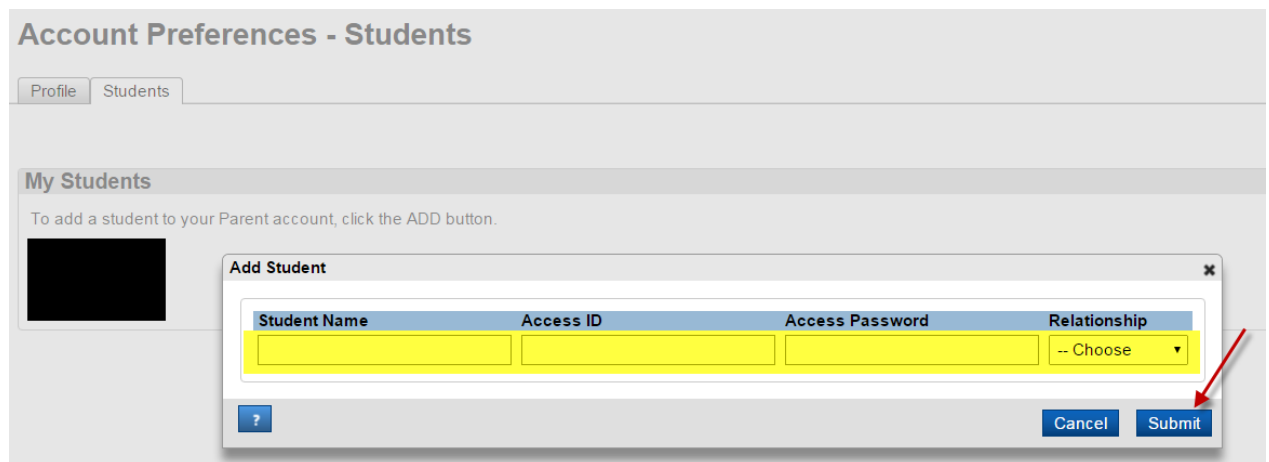 Account Preferences - Students
Profile Students
My Students
To add a student to your Parent account, click the ADD button.
Add Student
Student Name Access ID Access Password Relationship
-- Choose
?
Cancel Submit